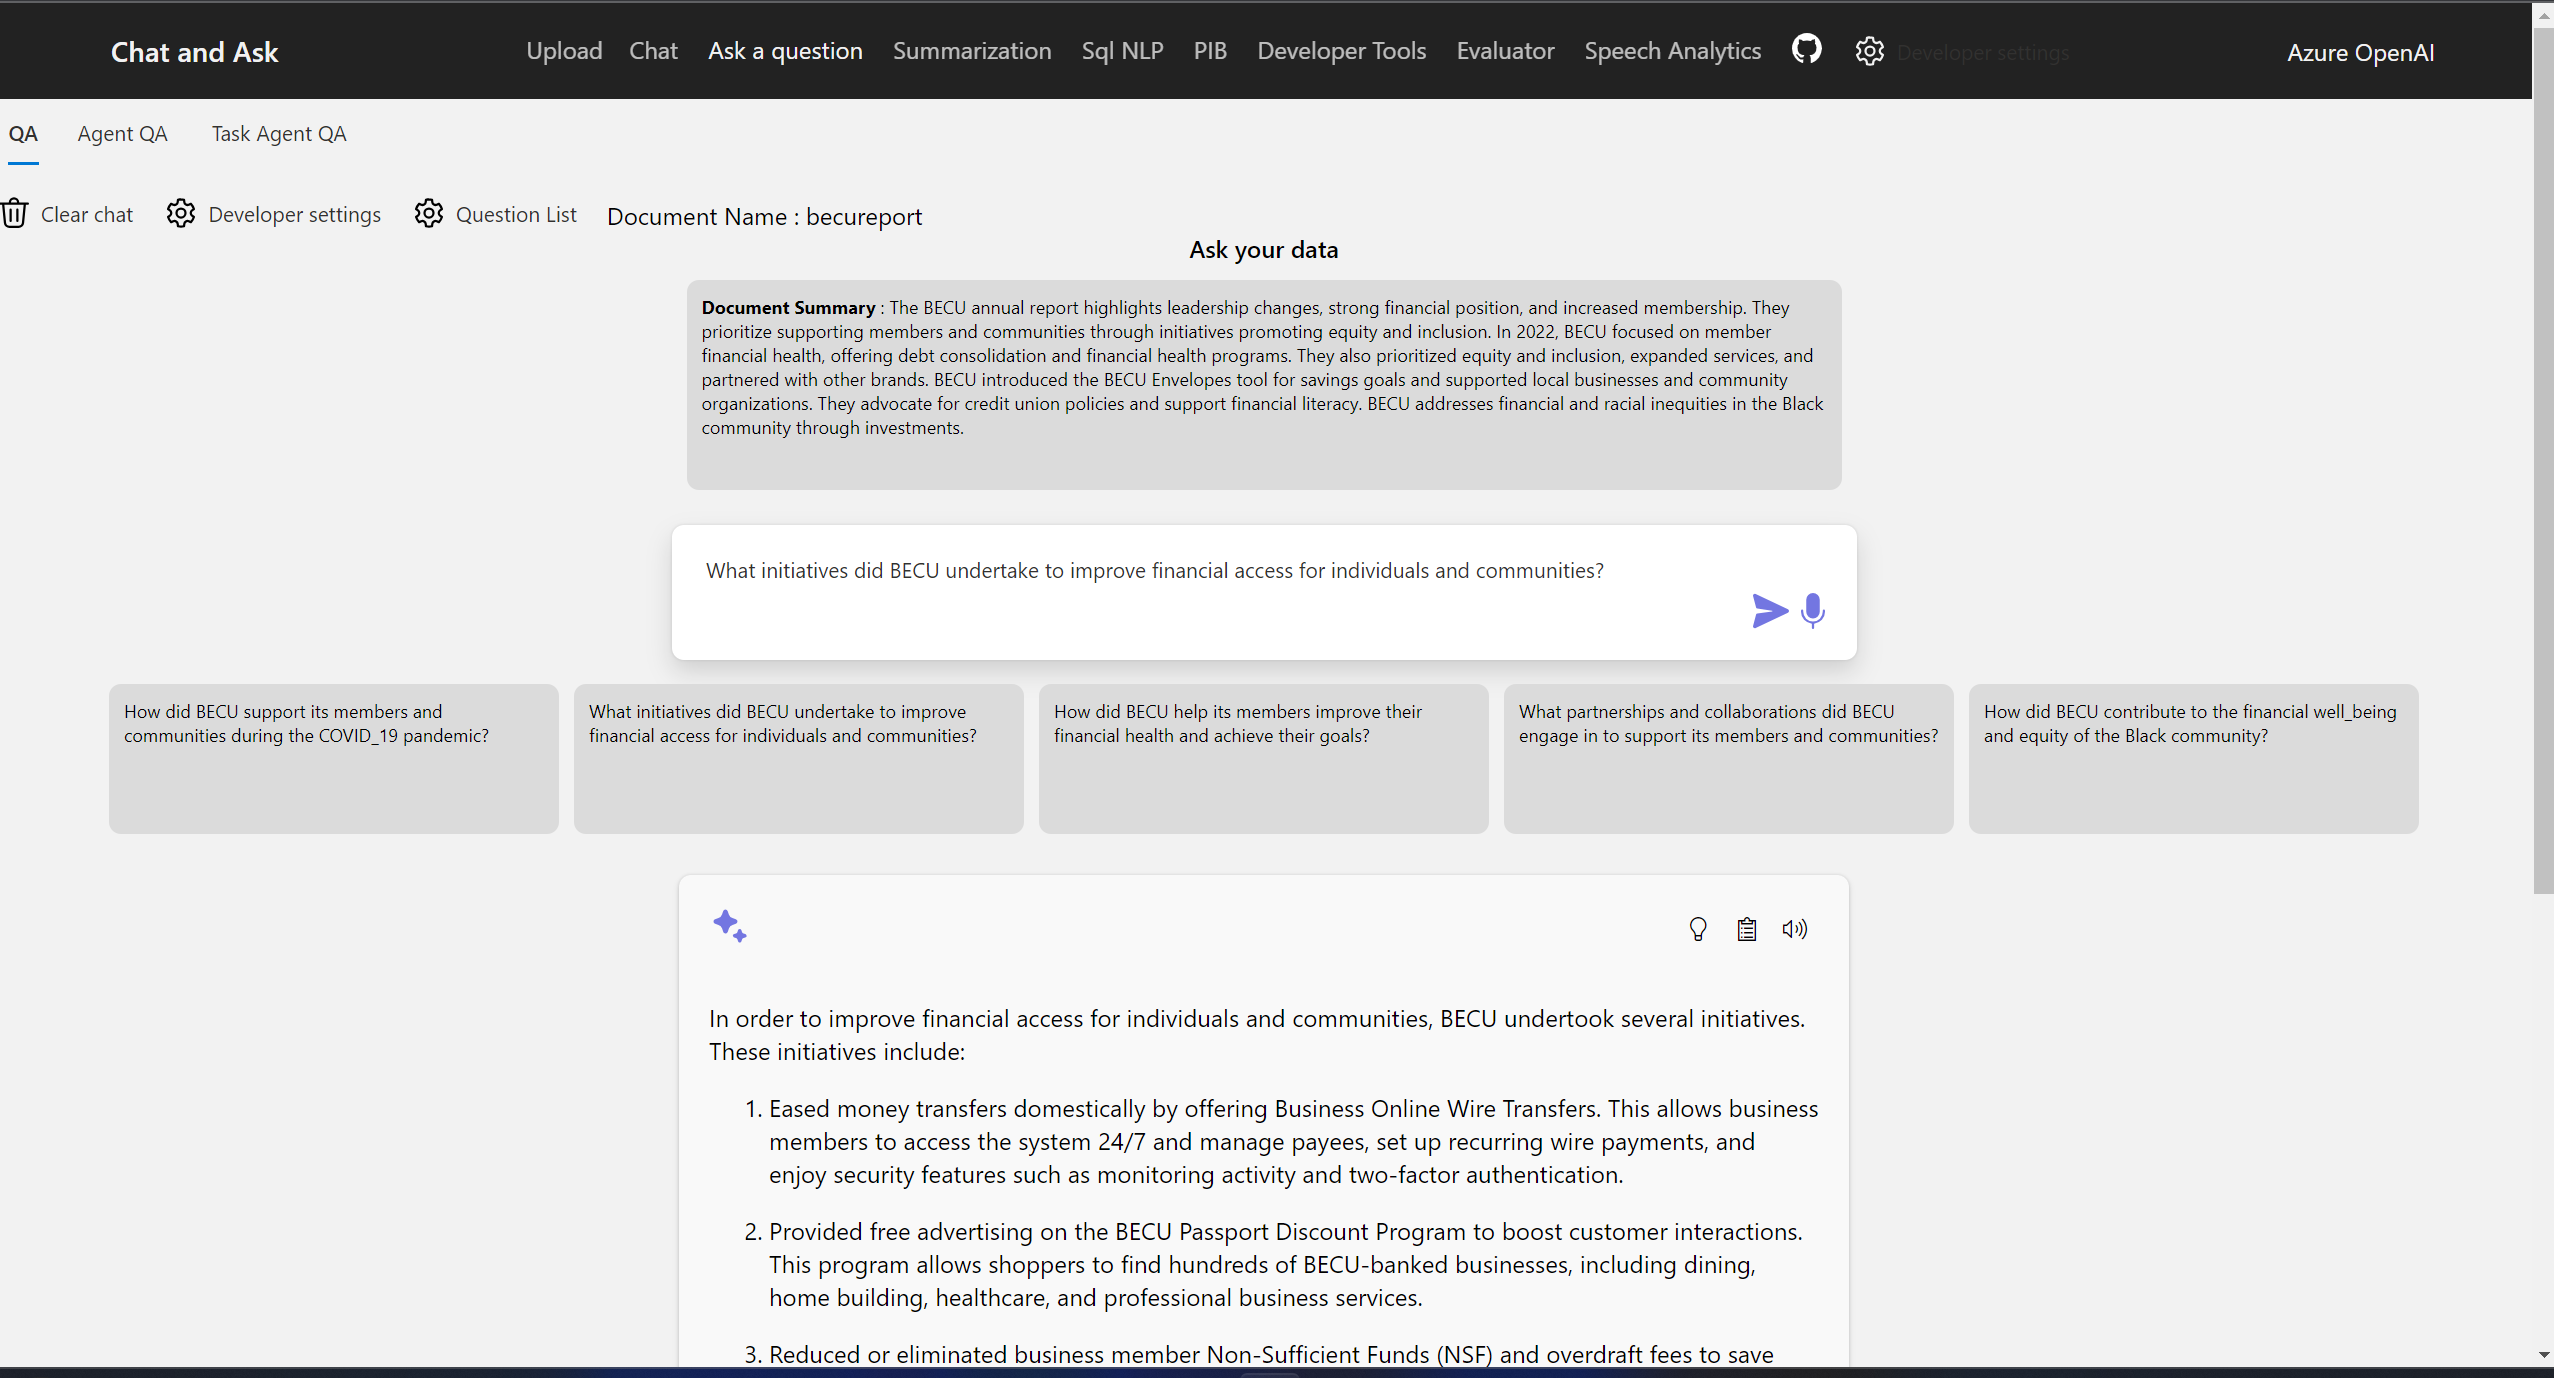 Chat and Ask
Upload Chat Ask a question Summarization Sql NLP PIB Developer Tools Evaluator Speech Analytics Developer settings Azure OpenAI
QA Agent QA Task Agent QA
Clear chat Developer settings Question List Document Name : becureport
Ask your data
Document Summary : The BECU annual report highlights leadership changes, strong financial position, and increased membership. They
prioritize supporting members and communities through initiatives promoting equity and inclusion. In 2022, BECU focused on member
financial health, offering debt consolidation and financial health programs. They also prioritized equity and inclusion, expanded services, and
partnered with other brands. BECU introduced the BECU Envelopes tool for savings goals and supported local businesses and community
organizations. They advocate for credit union policies and support financial literacy. BECU addresses financial and racial inequities in the Black
community through investments.
What initiatives did BECU undertake to improve financial access for individuals and communities?
How did BECU support its members and
communities during the COVID_19 pandemic?
What initiatives did BECU undertake to improve
financial access for individuals and communities?
How did BECU help its members improve their
financial health and achieve their goals?
What partnerships and collaborations did BECU
engage in to support its members and communities?
How did BECU contribute to the financial well_being
and equity of the Black community?
In order to improve financial access for individuals and communities, BECU undertook several initiatives.
These initiatives include:
1. Eased money transfers domestically by offering Business Online Wire Transfers. This allows business
members to access the system 24/7 and manage payees, set up recurring wire payments, and
enjoy security features such as monitoring activity and two-factor authentication.
2. Provided free advertising on the BECU Passport Discount Program to boost customer interactions.
This program allows shoppers to find hundreds of BECU-banked businesses, including dining,
home building, healthcare, and professional business services.
3. Reduced or eliminated business member Non-Sufficient Funds (NSF) and overdraft fees to save